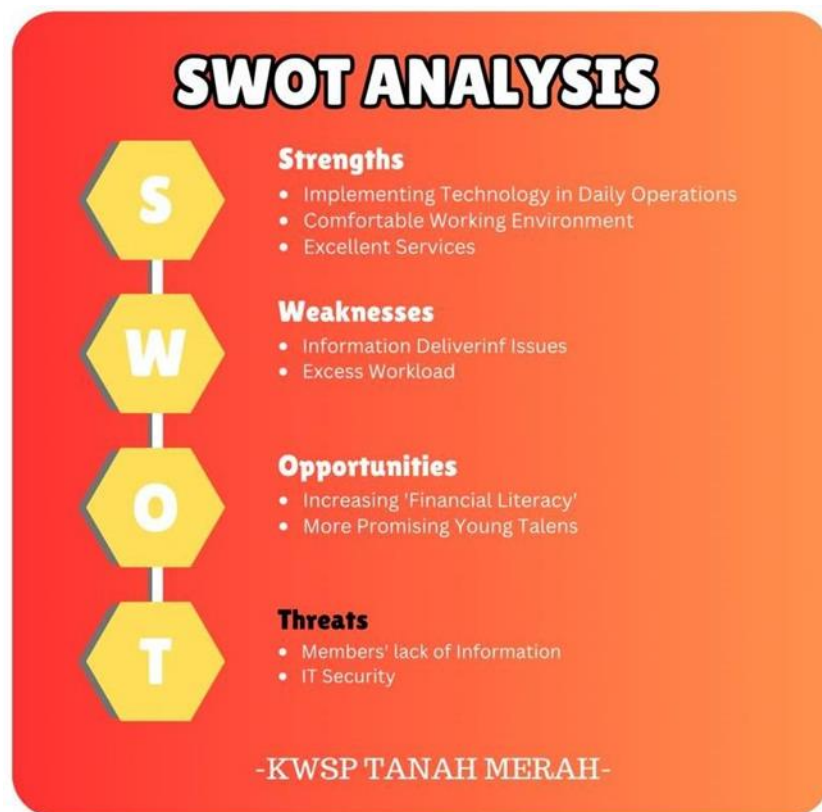 SWOT ANALYSIS
S
Strengths
• Implementing Technology in Daily Operations
• Comfortable Working Environment
• Excellent Services
W
Weaknesses
• Information Deliverinf Issues
• Excess Workload
O
Opportunities
• Increasing 'Financial Literacy'
• More Promising Young Talens
T
Threats
• Members' lack of Information
• IT Security
-KWSP TANAH MERAH-